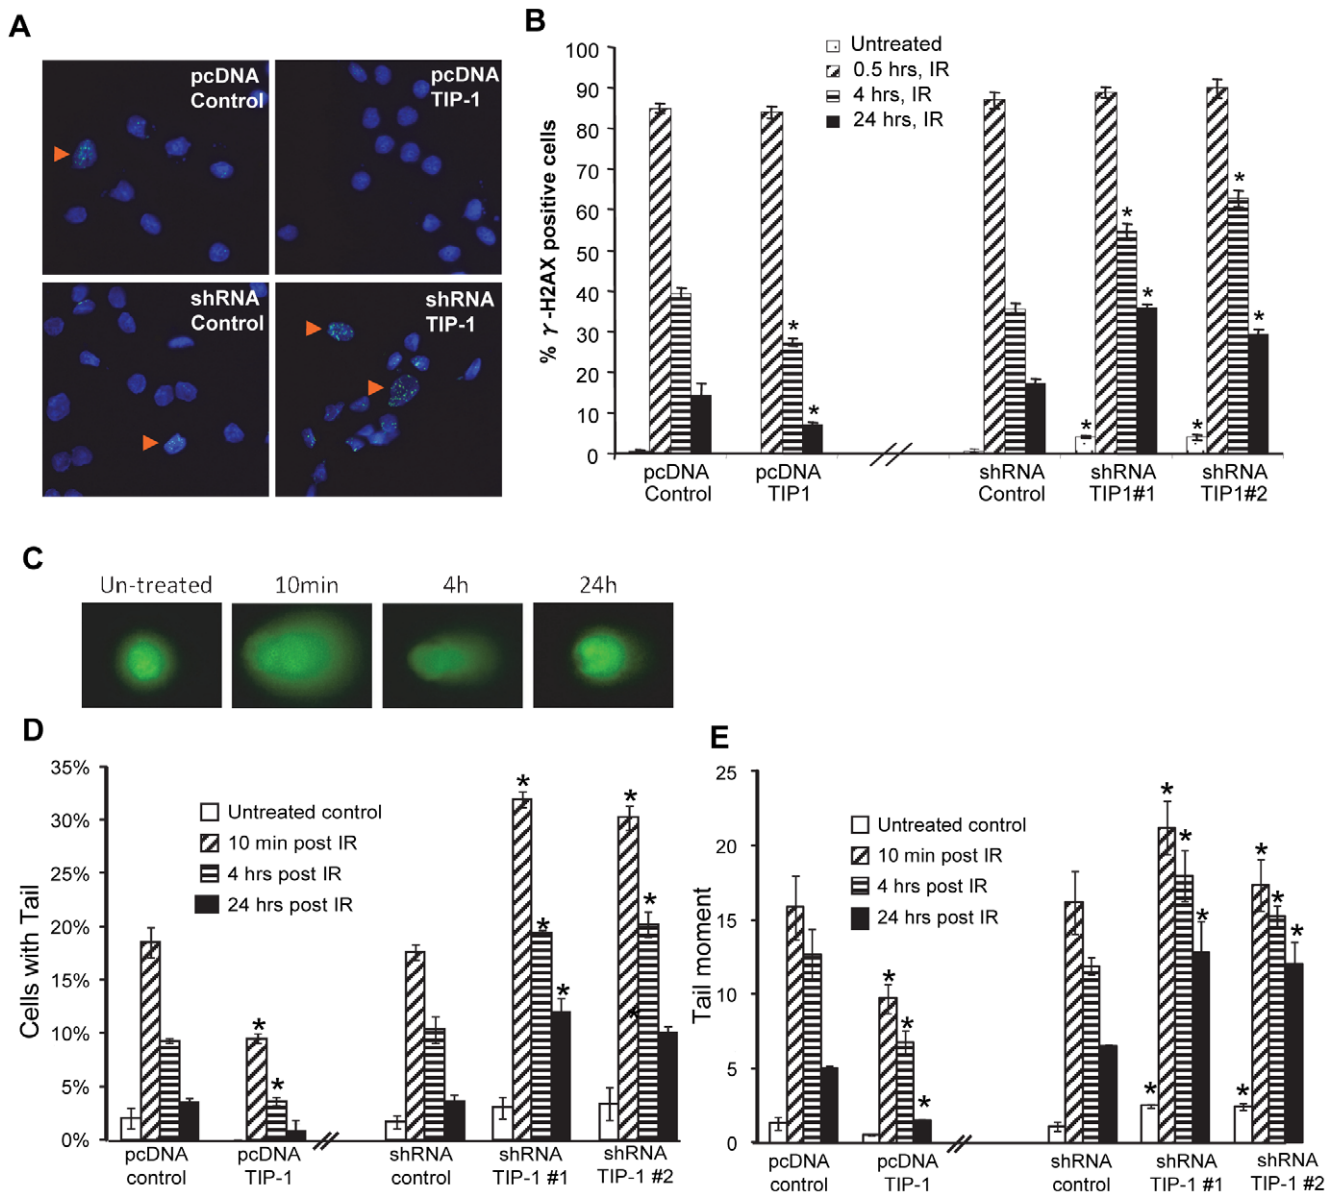 A
pcDNA
Control
pcDNA
TIP-1
shRNA
Control
shRNA
TIP-1
B
Untreated
0.5 hrs, IR
4 hrs, IR
24 hrs, IR
% γ-H2AX positive cells
100
90
80
70
60
50
40
30
20
10
0
*
*
*
*
*
*
*
*
pcDNA
Control
pcDNA
TIP1
shRNA
Control
shRNA
TIP1#1
shRNA
TIP1#2
C
Un-treated
10min
4h
24h
D
Cells with Tail
35%
30%
25%
20%
15%
10%
5%
0%
Untreated control
10 min post IR
4 hrs post IR
24 hrs post IR
*
*
*
*
*
*
*
*
pcDNA
control
pcDNA
TIP-1
shRNA
control
shRNA
TIP-1 #1
shRNA
TIP-1 #2
E
Tail moment
25
20
15
10
5
0
Untreated control
10 min post IR
4 hrs post IR
24 hrs post IR
*
*
*
*
*
*
*
*
*
*
*
pcDNA
control
pcDNA
TIP-1
shRNA
control
shRNA
TIP-1 #1
shRNA
TIP-1 #2